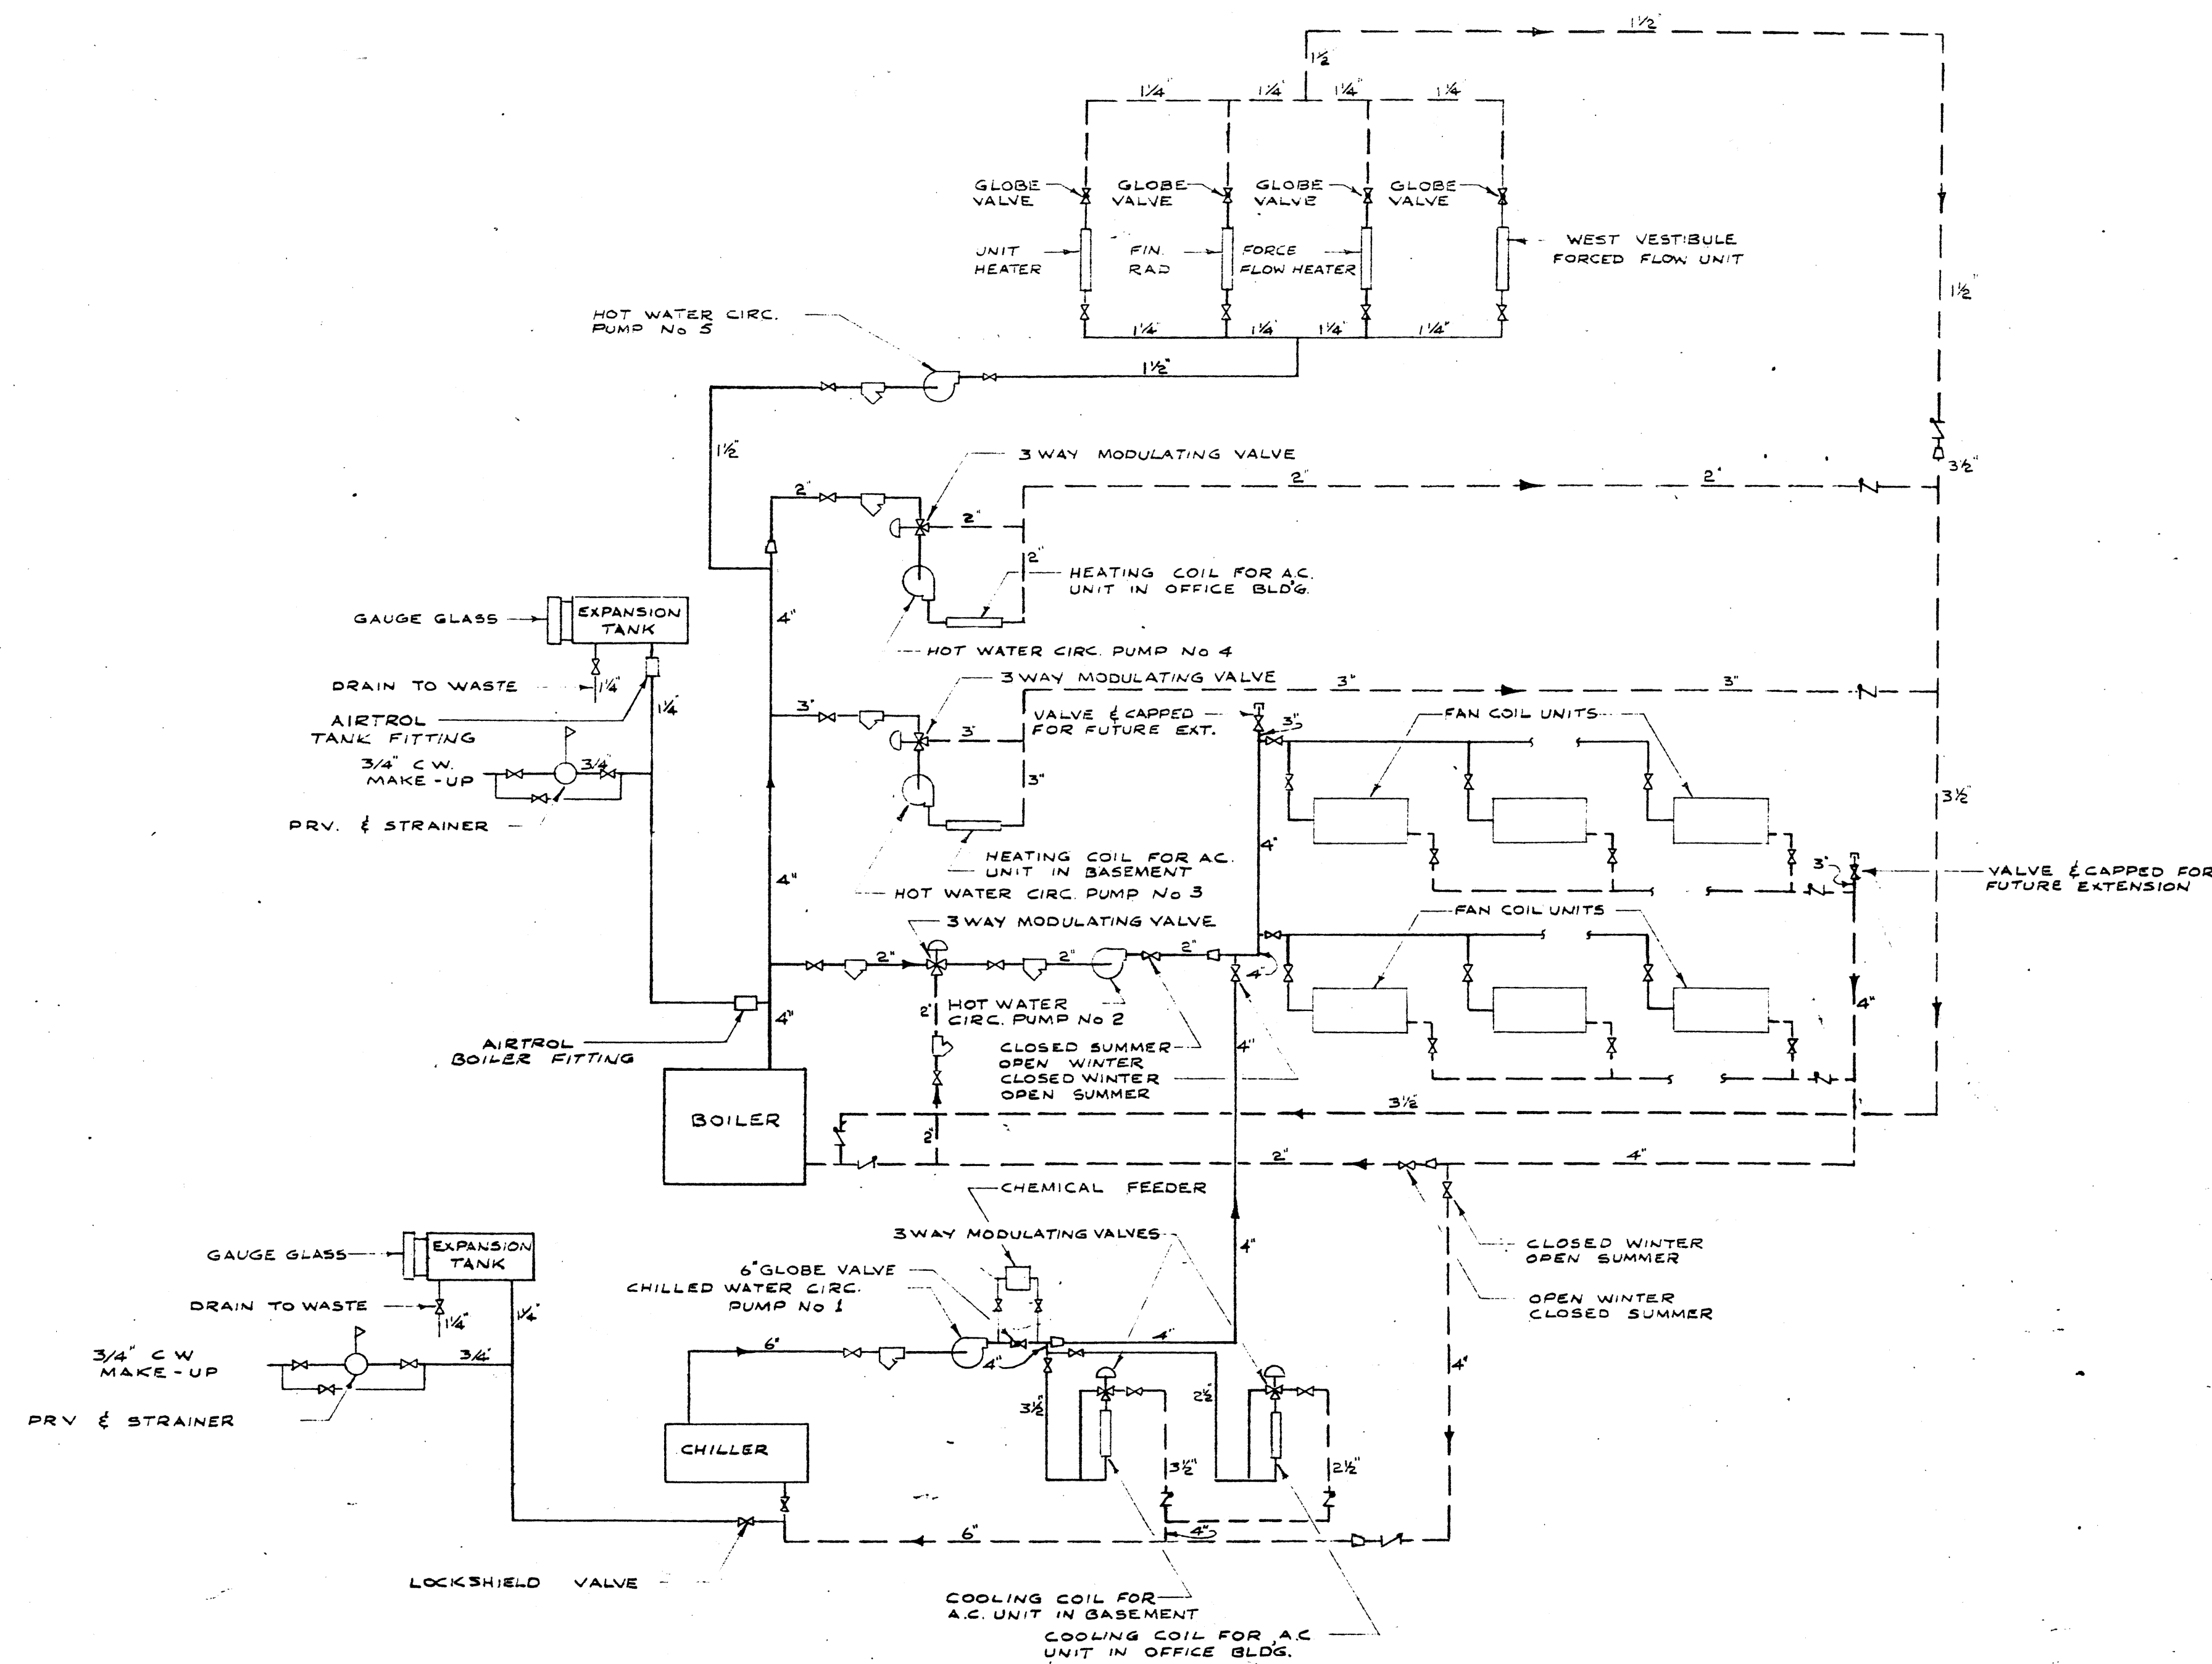 1½"
1½
1¼"
1¼"
1¼"
1¼
GLOBE
VALVE
GLOBE
VALVE
GLOBE
VALVE
GLOBE
VALVE
UNIT
HEATER
FIN.
RAD
FORCE
FLOW HEATER
WEST VESTIBULE
FORCED FLOW UNIT
1½"
HOT WATER CIRC.
PUMP No 5
1¼"
1¼"
1¼"
1¼"
1½"
1½"
3 WAY MODULATING VALVE
3½"
2"
2"
2"
2"
2"
HEATING COIL FOR A.C.
UNIT IN OFFICE BLD'G.
4"
GAUGE GLASS
EXPANSION
TANK
HOT WATER CIRC. PUMP No 4
3 WAY MODULATING VALVE
3"
3"
DRAIN TO WASTE
1¼"
1¼"
3"
VALVE & CAPPED
FOR FUTURE EXT.
3"
FAN COIL UNITS
AIRTROL
TANK FITTING
3"
3/4" C W.
MAKE-UP
3/4"
3"
3½"
PRV. & STRAINER
4"
HEATING COIL FOR A.C.
UNIT IN BASEMENT
4"
HOT WATER CIRC. PUMP No 3
3"
VALVE & CAPPED FOR
FUTURE EXTENSION
FAN COIL UNITS
3 WAY MODULATING VALVE
2"
2"
2"
4"
4"
HOT WATER
CIRC. PUMP No 2
2"
4"
4"
AIRTROL
BOILER FITTING
CLOSED SUMMER
OPEN WINTER
CLOSED WINTER
OPEN SUMMER
4"
3½"
BOILER
2"
2"
4"
CHEMICAL FEEDER
3 WAY MODULATING VALVES
GAUGE GLASS
EXPANSION
TANK
4"
CLOSED WINTER
OPEN SUMMER
6" GLOBE VALVE
CHILLED WATER CIRC.
PUMP No 1
DRAIN TO WASTE
1¼"
1¼"
OPEN WINTER
CLOSED SUMMER
3/4" C W
MAKE-UP
3/4"
6"
4"
4"
4"
3½"
2½"
PRV & STRAINER
CHILLER
3½"
2½"
6"
4"
LOCKSHIELD VALVE
COOLING COIL FOR
A.C. UNIT IN BASEMENT
COOLING COIL FOR A.C
UNIT IN OFFICE BLDG.